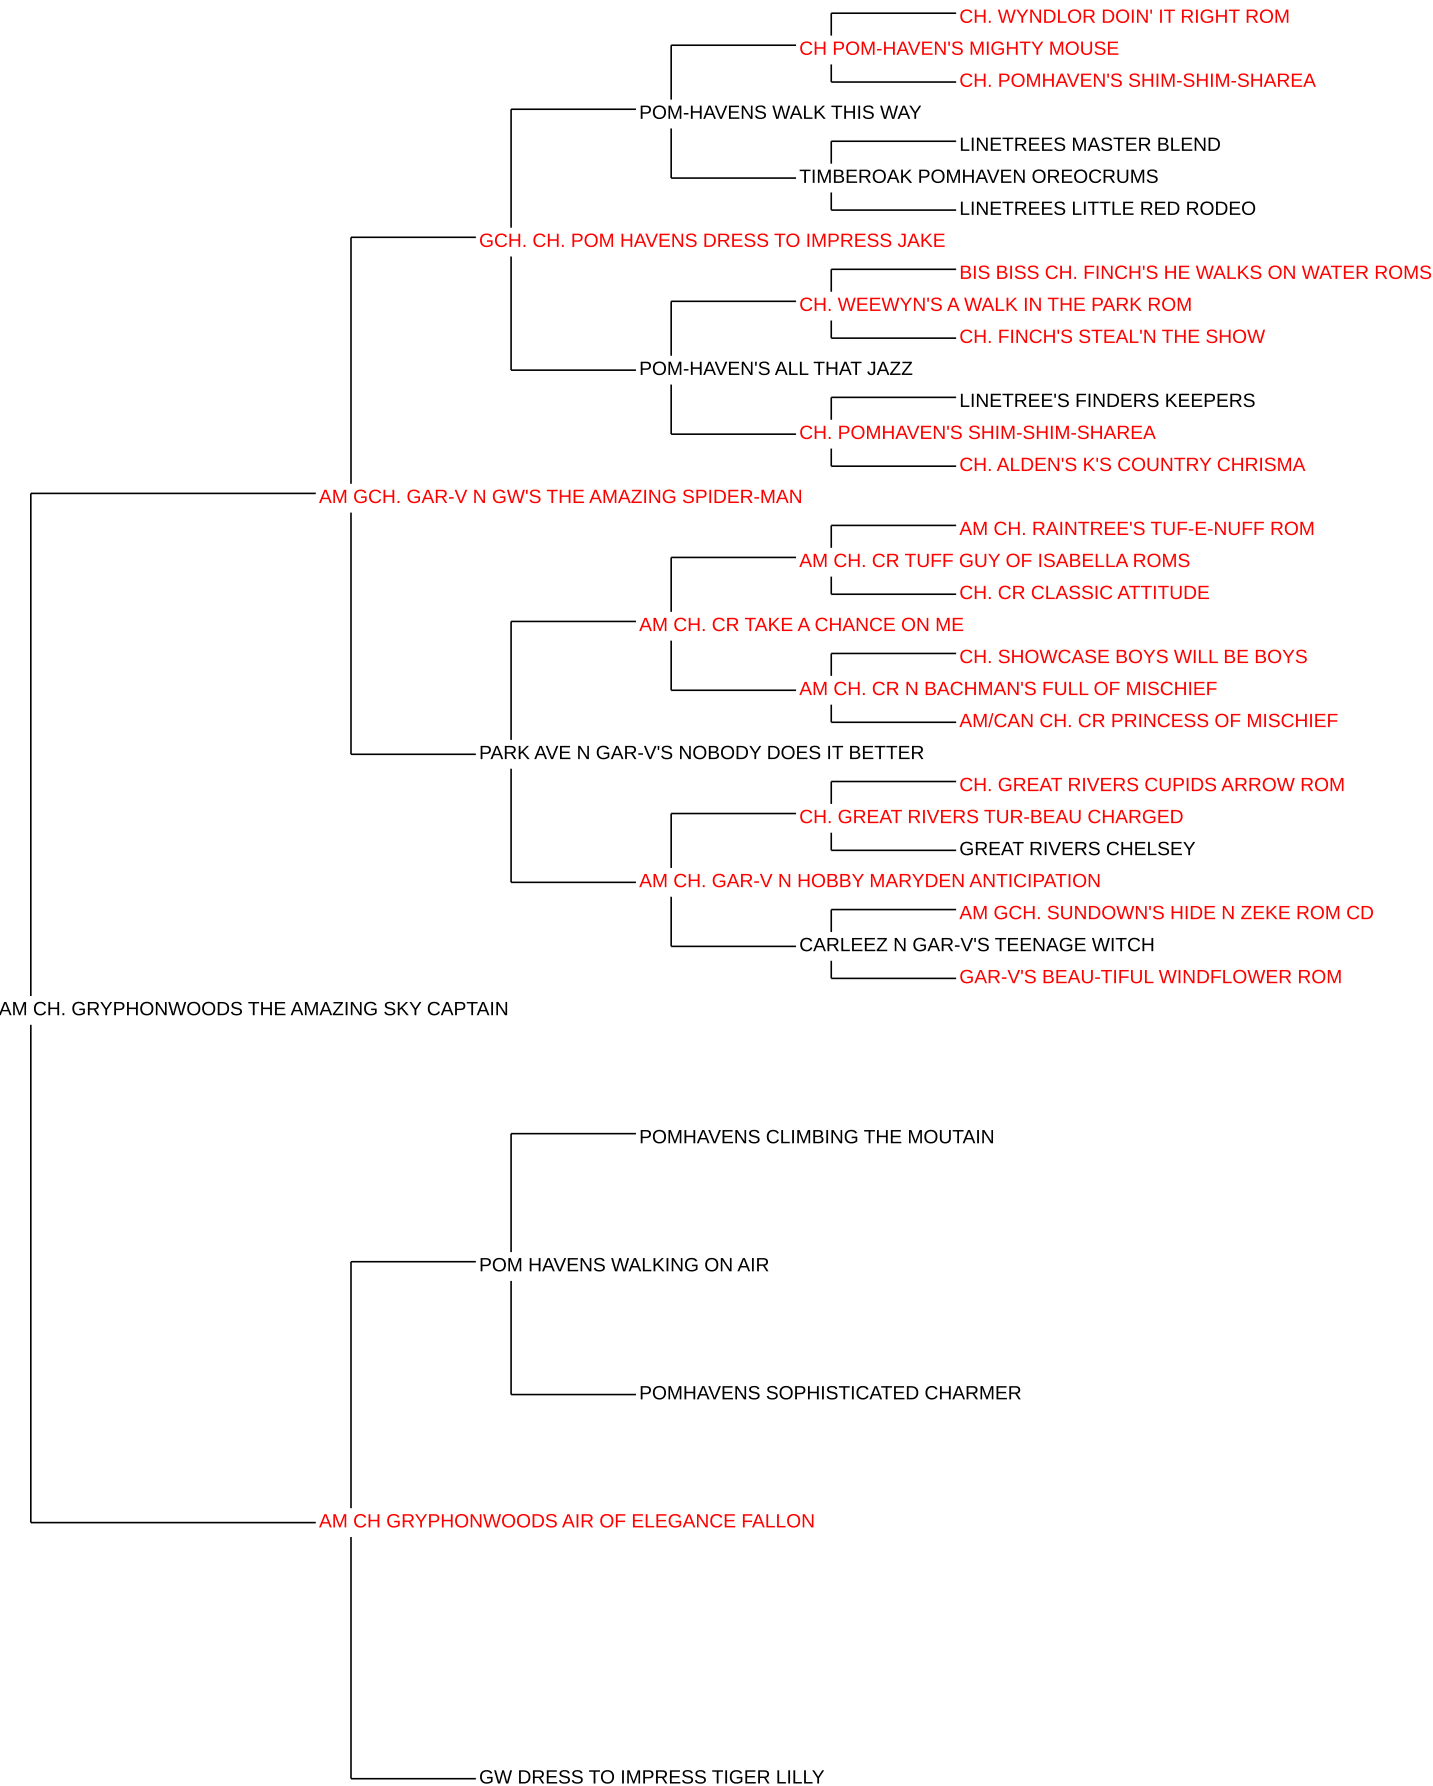 CH. WYNDLOR DOIN' IT RIGHT ROM
CH POM-HAVEN'S MIGHTY MOUSE
CH. POMHAVEN'S SHIM-SHIM-SHAREA
POM-HAVENS WALK THIS WAY
LINETREES MASTER BLEND
TIMBEROAK POMHAVEN OREOCRUMS
LINETREES LITTLE RED RODEO
GCH. CH. POM HAVENS DRESS TO IMPRESS JAKE
BIS BISS CH. FINCH'S HE WALKS ON WATER ROMS
CH. WEEWYN'S A WALK IN THE PARK ROM
CH. FINCH'S STEAL'N THE SHOW
POM-HAVEN'S ALL THAT JAZZ
LINETREE'S FINDERS KEEPERS
CH. POMHAVEN'S SHIM-SHIM-SHAREA
CH. ALDEN'S K'S COUNTRY CHRISMA
AM GCH. GAR-V N GW'S THE AMAZING SPIDER-MAN
AM CH. RAINTREE'S TUF-E-NUFF ROM
AM CH. CR TUFF GUY OF ISABELLA ROMS
CH. CR CLASSIC ATTITUDE
AM CH. CR TAKE A CHANCE ON ME
CH. SHOWCASE BOYS WILL BE BOYS
AM CH. CR N BACHMAN'S FULL OF MISCHIEF
AM/CAN CH. CR PRINCESS OF MISCHIEF
PARK AVE N GAR-V'S NOBODY DOES IT BETTER
CH. GREAT RIVERS CUPIDS ARROW ROM
CH. GREAT RIVERS TUR-BEAU CHARGED
GREAT RIVERS CHELSEY
AM CH. GAR-V N HOBBY MARYDEN ANTICIPATION
AM GCH. SUNDOWN'S HIDE N ZEKE ROM CD
CARLEEZ N GAR-V'S TEENAGE WITCH
GAR-V'S BEAU-TIFUL WINDFLOWER ROM
AM CH. GRYPHONWOODS THE AMAZING SKY CAPTAIN
POMHAVENS CLIMBING THE MOUTAIN
POM HAVENS WALKING ON AIR
POMHAVENS SOPHISTICATED CHARMER
AM CH GRYPHONWOODS AIR OF ELEGANCE FALLON
GW DRESS TO IMPRESS TIGER LILLY